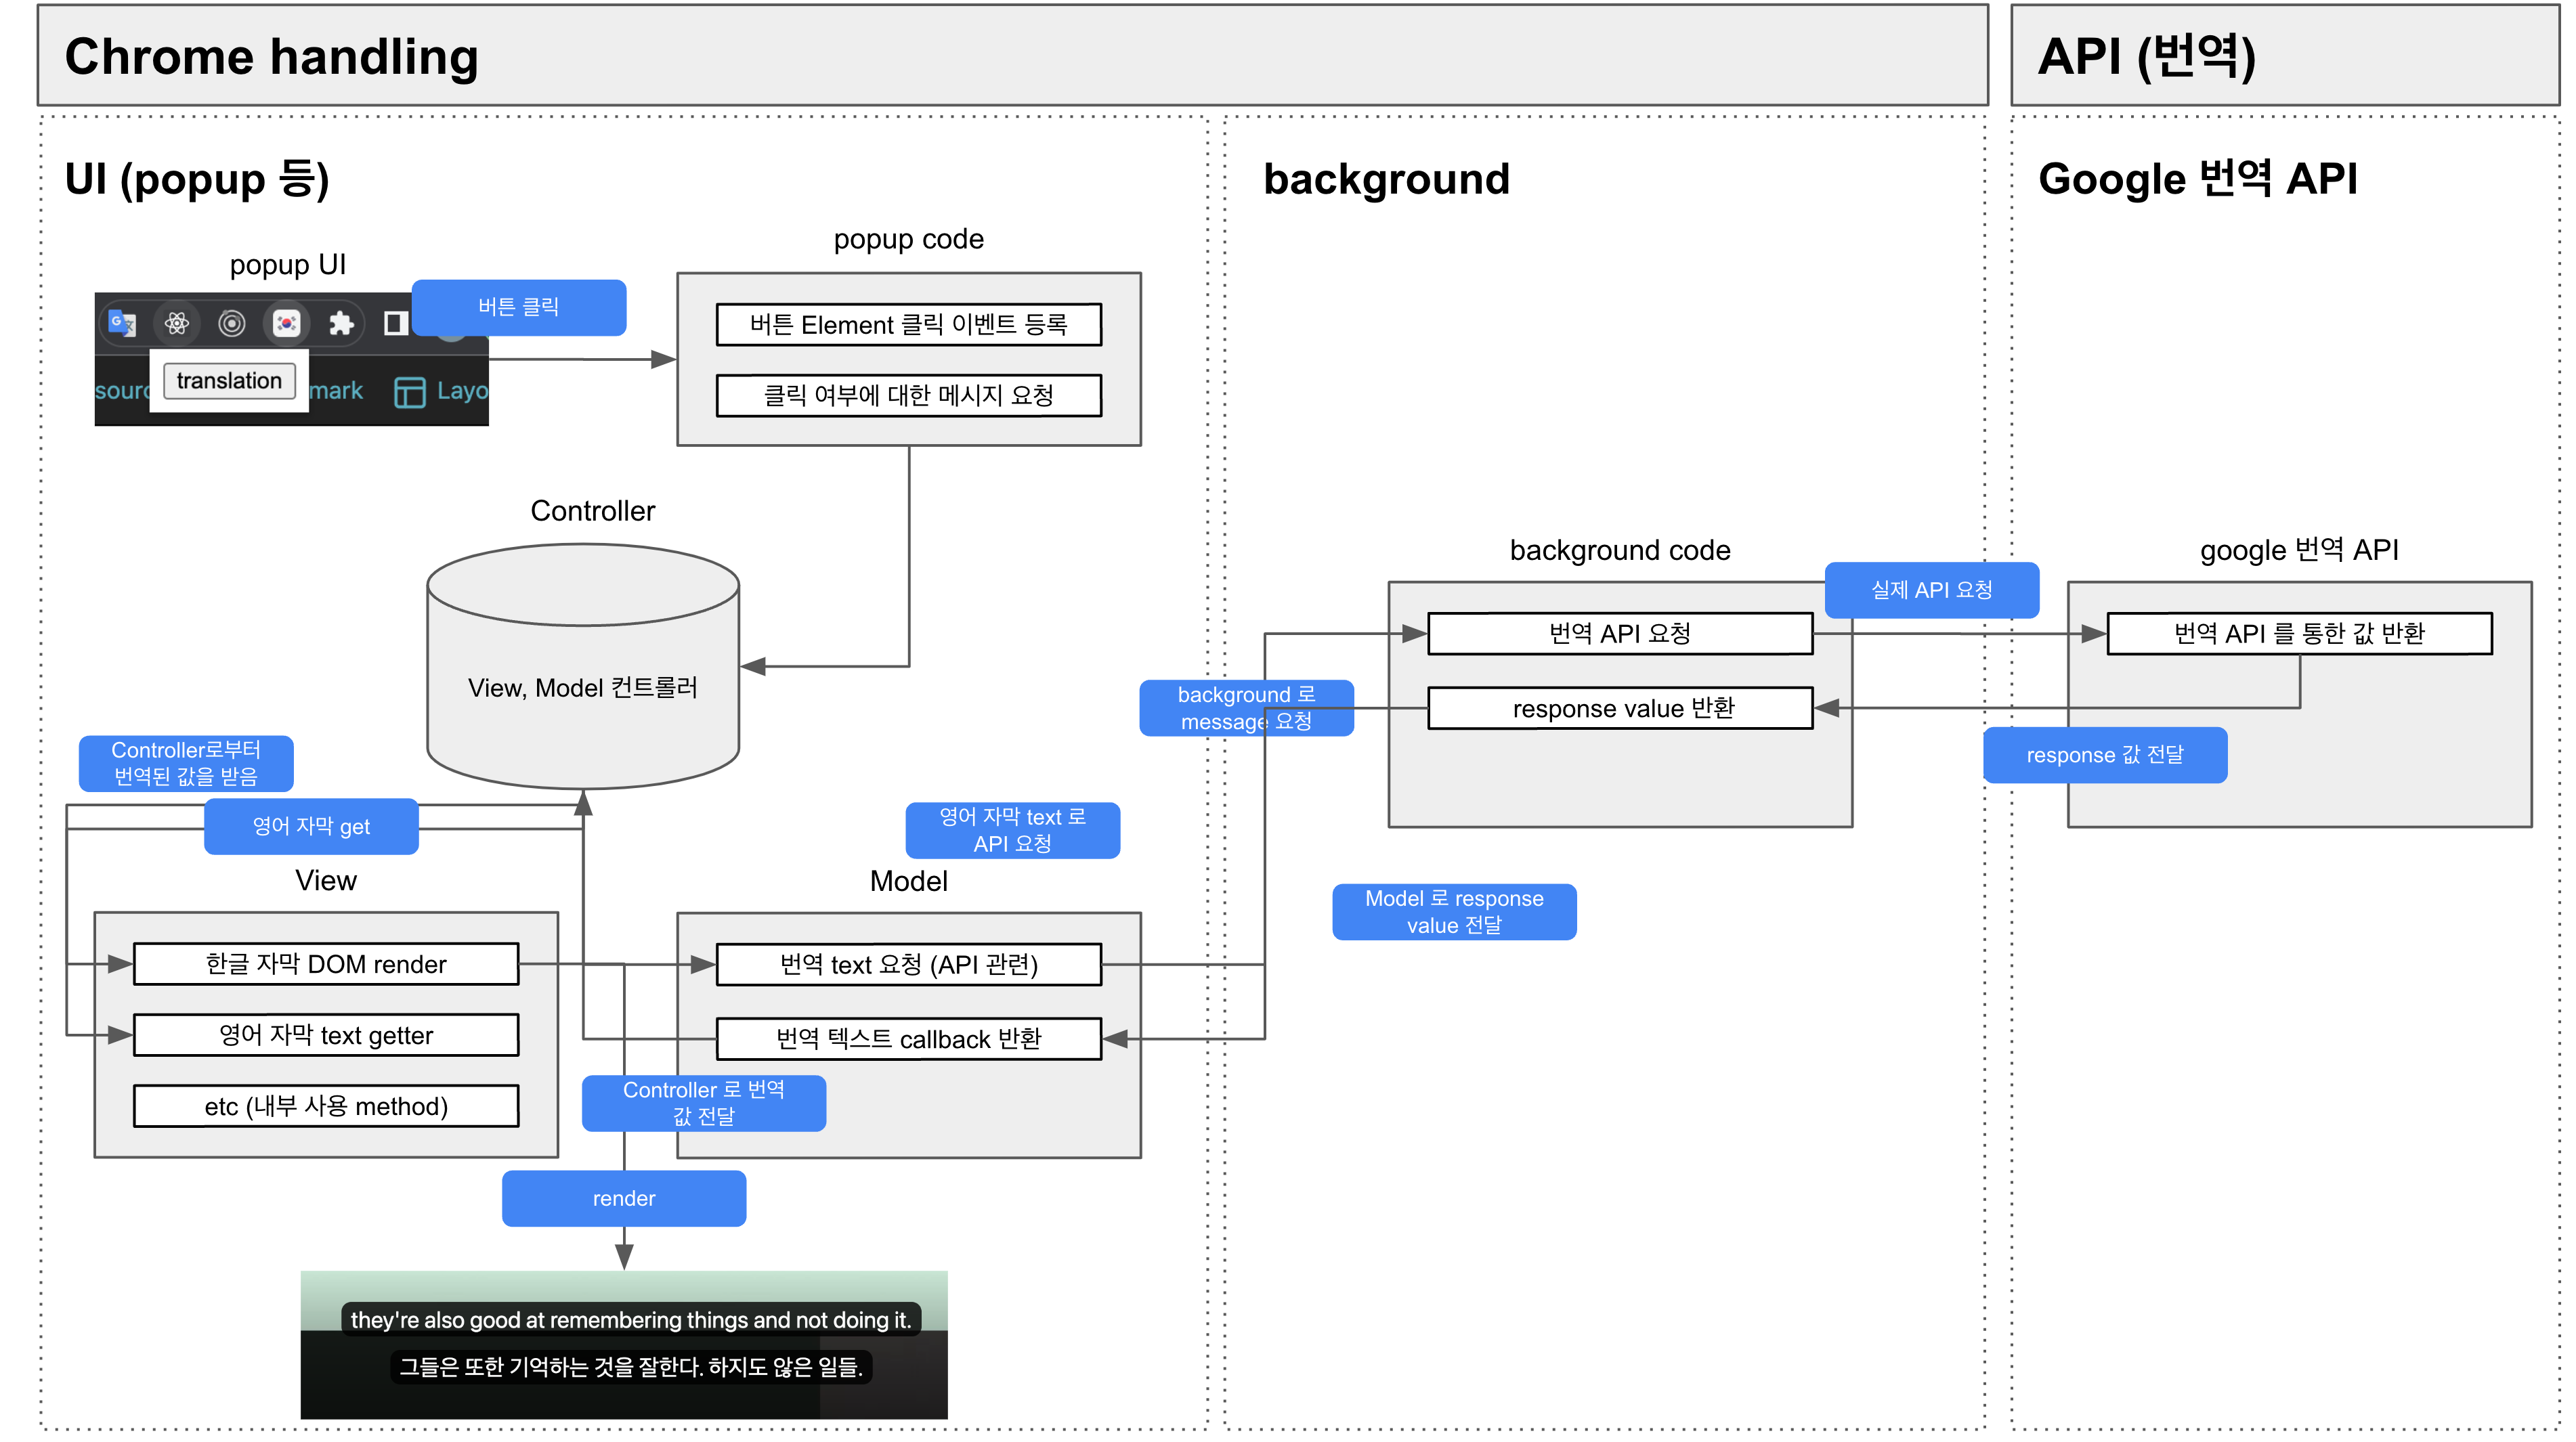 Chrome handling
API (번역)
UI (popup 등)
background
Google 번역 API
popup UI
버튼 클릭
translation
mark
Layo
popup code
버튼 Element 클릭 이벤트 등록
클릭 여부에 대한 메시지 요청
Controller
View, Model 컨트롤러
Controller로부터
번역된 값을 받음
영어 자막 get
영어 자막 text 로
API 요청
View
한글 자막 DOM render
영어 자막 text getter
etc (내부 사용 method)
Model
번역 text 요청 (API 관련)
번역 텍스트 callback 반환
Controller 로 번역
값 전달
render
they're also good at remembering things and not doing it.
그들은 또한 기억하는 것을 잘한다. 하지도 않은 일들.
background 로
message 요청
background code
번역 API 요청
response value 반환
Model 로 response
value 전달
실제 API 요청
google 번역 API
번역 API 를 통한 값 반환
response 값 전달